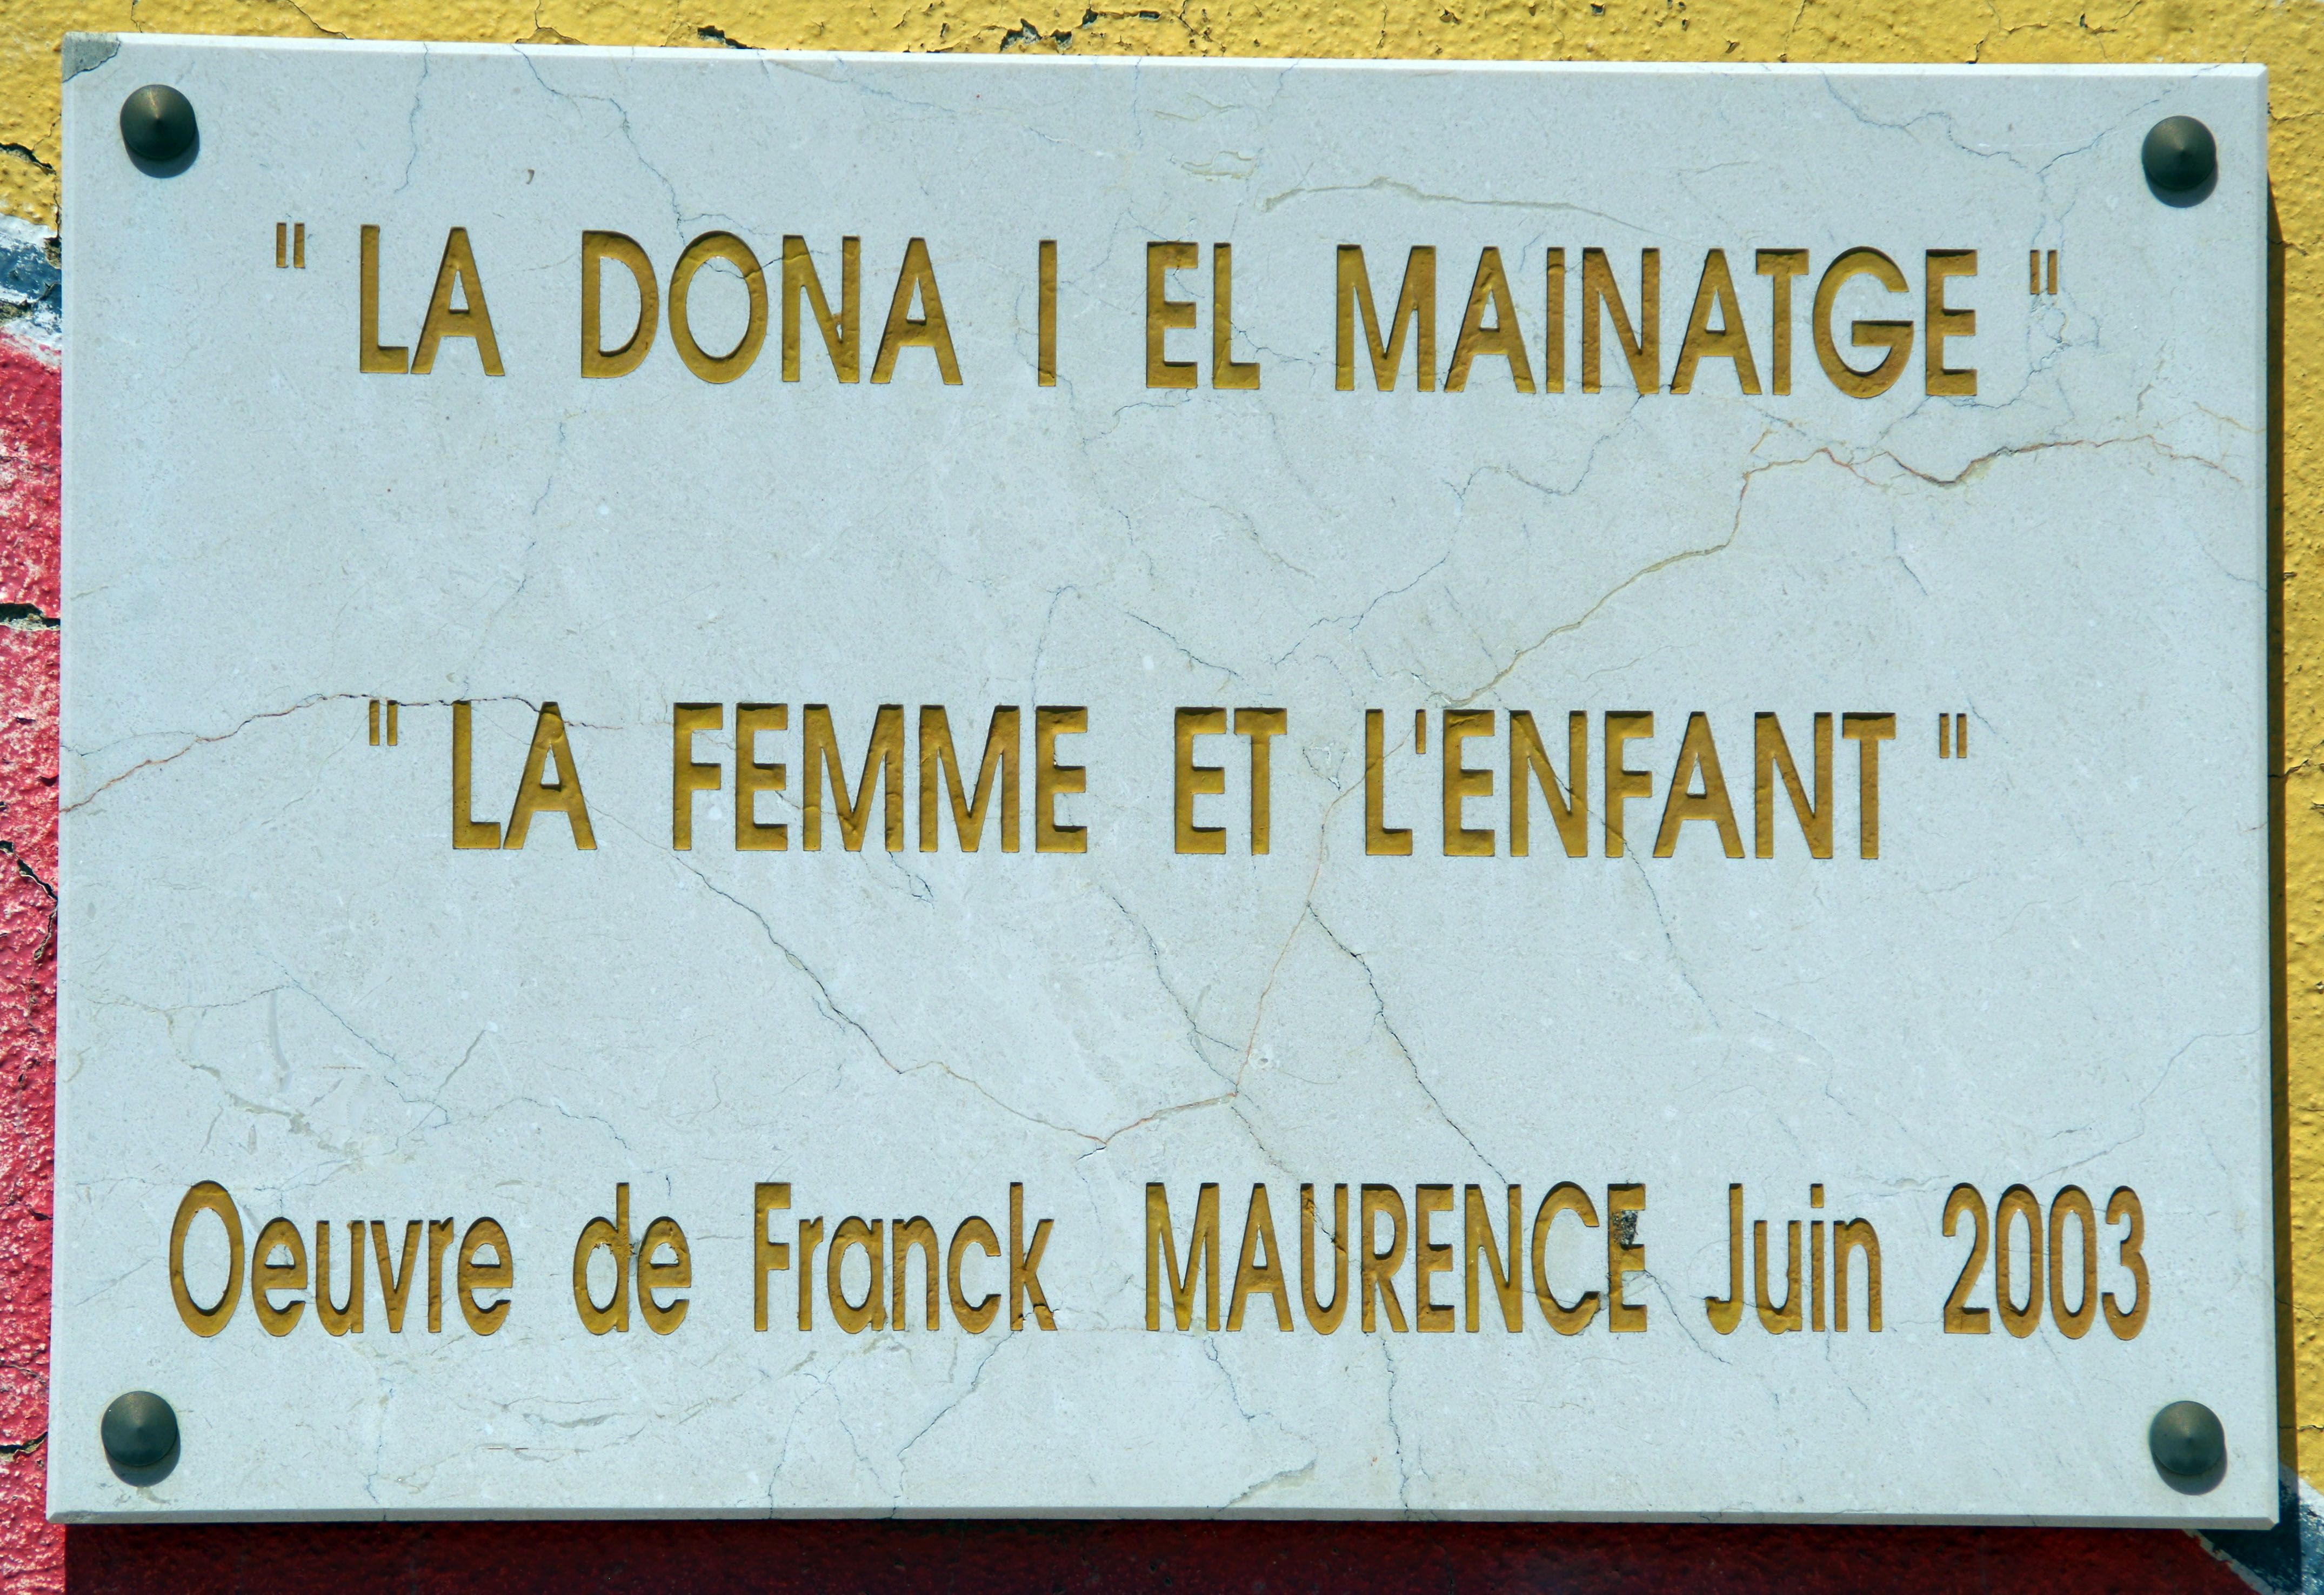 " LA DONA I EL MAINATGE "
" LA FEMME ET L'ENFANT "
Oeuvre de Franck MAURENCE Juin 2003